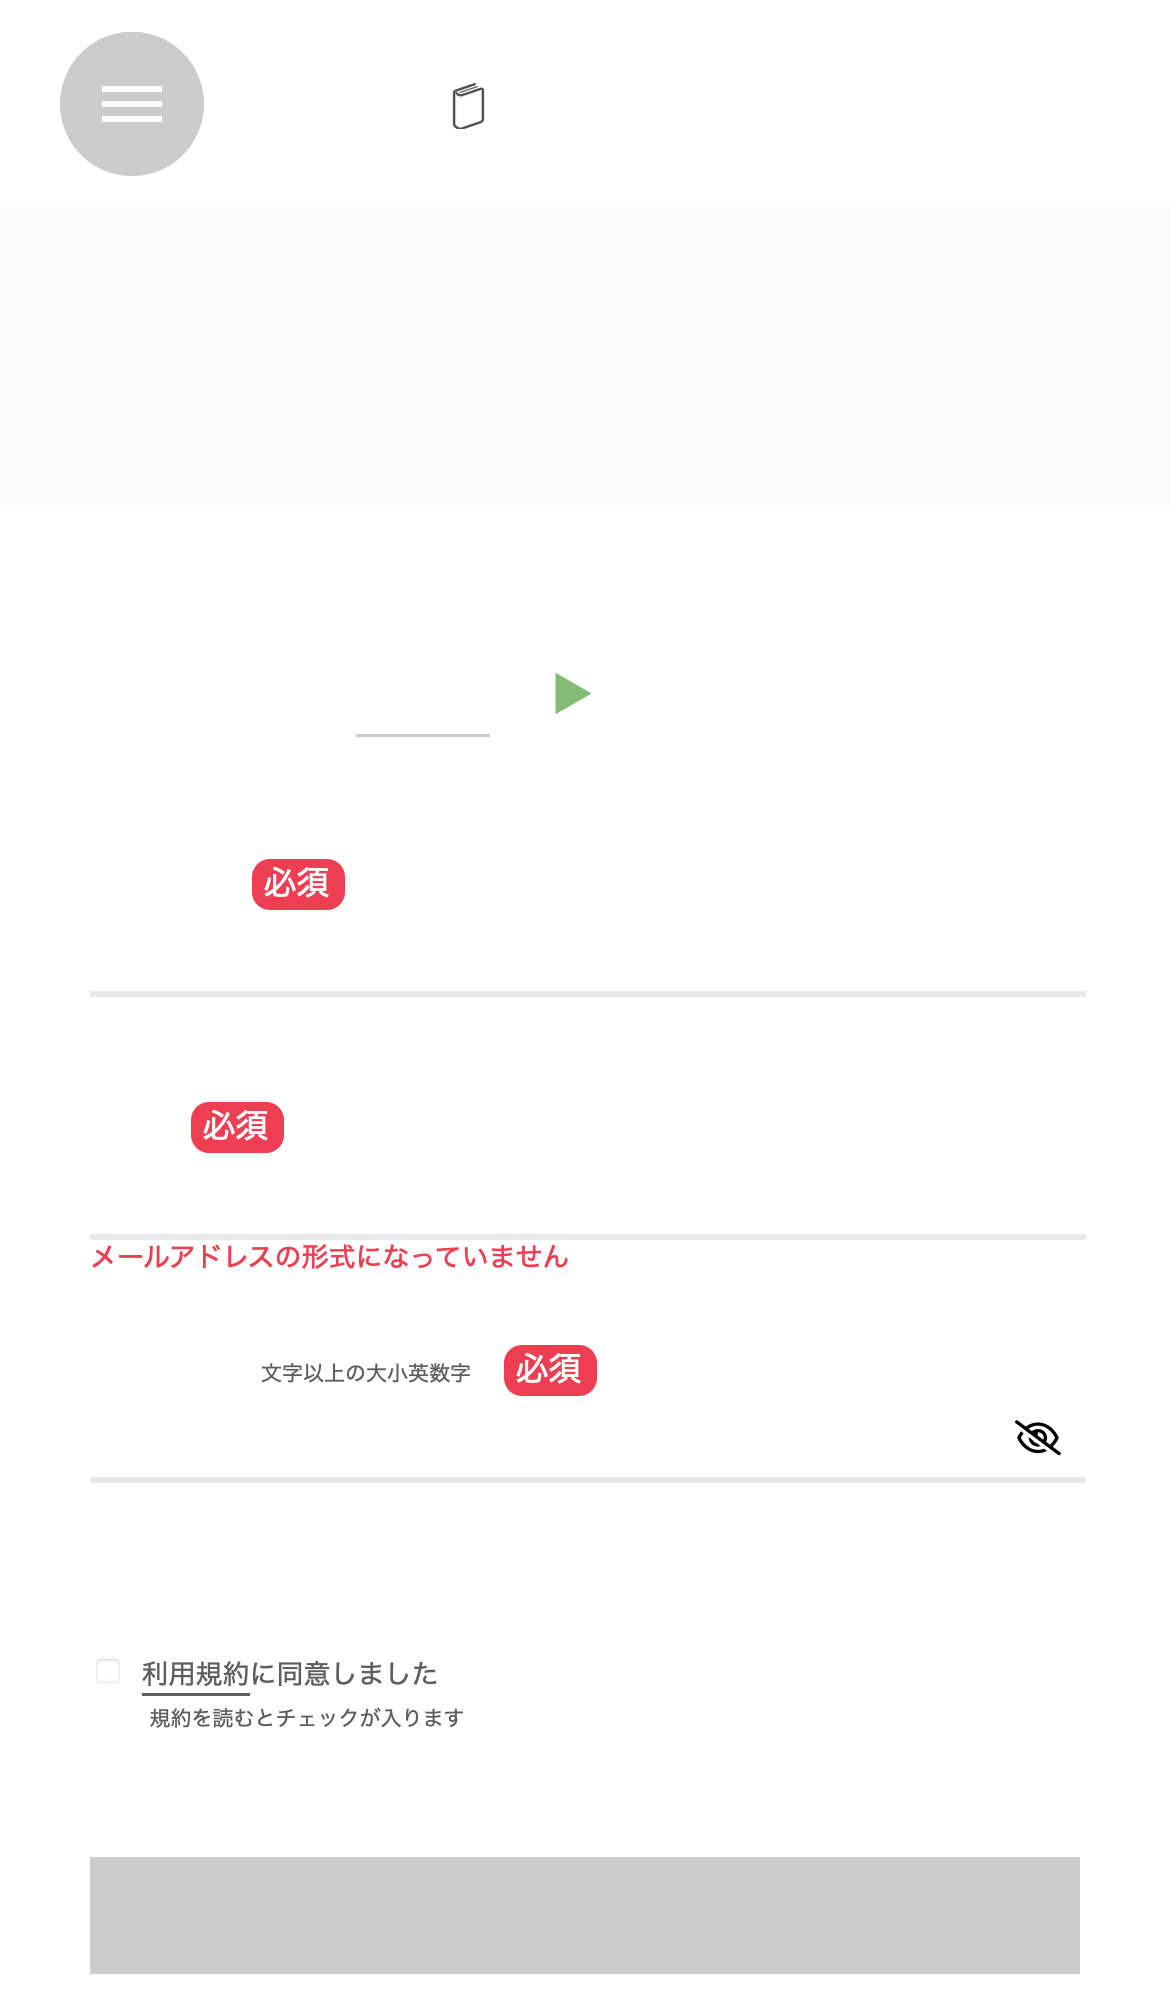 必須
必須
メールアドレスの形式になっていません
文字以上の大小英数字 必須
利用規約に同意しました
規約を読むとチェックが入ります